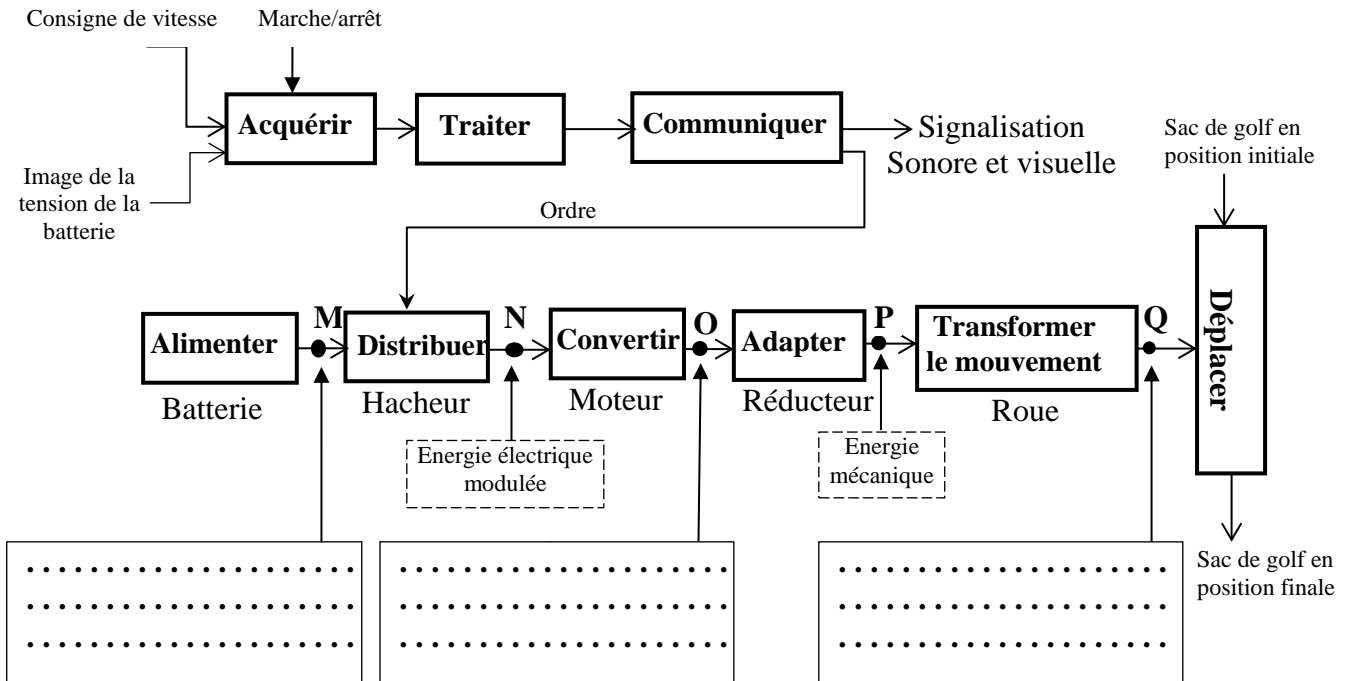 Consigne de vitesse
Marche/arrêt
Acquérir
Traiter
Communiquer
Signalisation
Sonore et visuelle
Sac de golf en
position initiale
Image de la
tension de la
batterie
Ordre
Déplacer
M
N
O
P
Q
Alimenter
Distribuer
Convertir
Adapter
Transformer
le mouvement
Batterie
Hacheur
Moteur
Réducteur
Roue
Energie électrique
modulée
Energie
mécanique
Sac de golf en
position finale